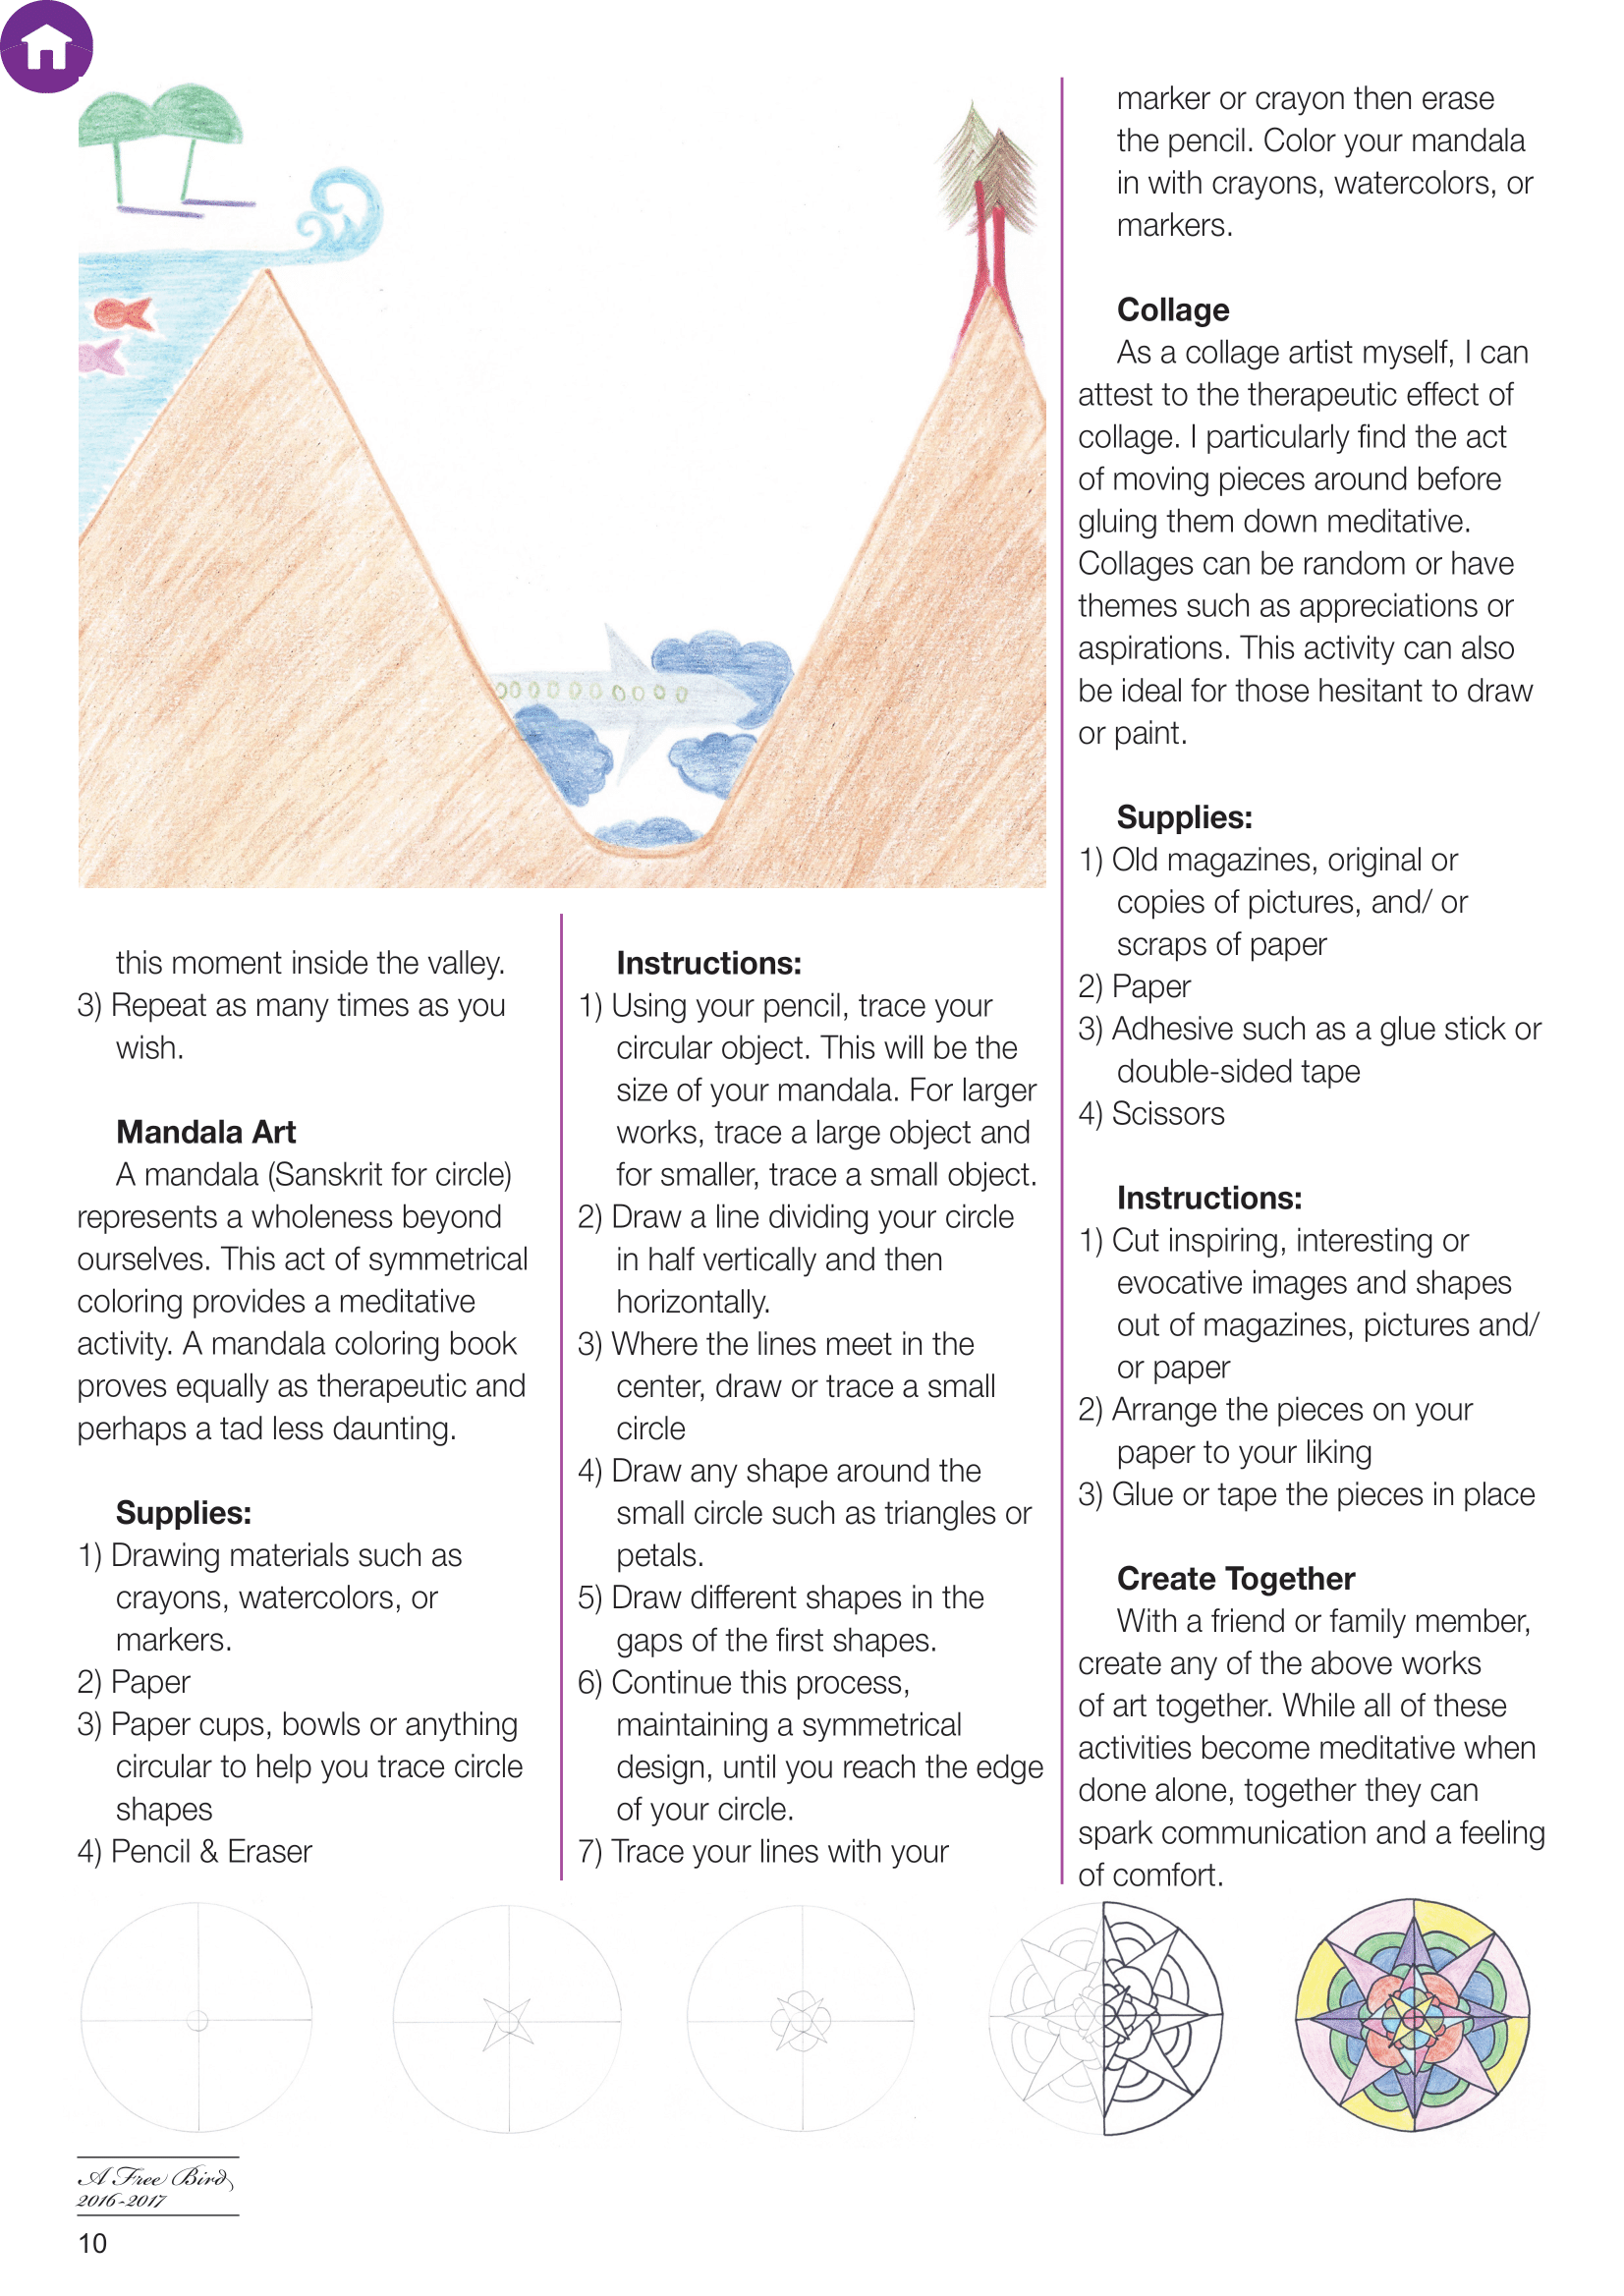 this moment inside the valley.
3) Repeat as many times as you
wish.
Mandala Art
A mandala (Sanskrit for circle)
represents a wholeness beyond
ourselves. This act of symmetrical
coloring provides a meditative
activity. A mandala coloring book
proves equally as therapeutic and
perhaps a tad less daunting.
Supplies:
1) Drawing materials such as
crayons, watercolors, or
markers.
2) Paper
3) Paper cups, bowls or anything
circular to help you trace circle
shapes
4) Pencil & Eraser
Instructions:
1) Using your pencil, trace your
circular object. This will be the
size of your mandala. For larger
works, trace a large object and
for smaller, trace a small object.
2) Draw a line dividing your circle
in half vertically and then
horizontally.
3) Where the lines meet in the
center, draw or trace a small
circle
4) Draw any shape around the
small circle such as triangles or
petals.
5) Draw different shapes in the
gaps of the first shapes.
6) Continue this process,
maintaining a symmetrical
design, until you reach the edge
of your circle.
7) Trace your lines with your
marker or crayon then erase
the pencil. Color your mandala
in with crayons, watercolors, or
markers.
Collage
As a collage artist myself, I can
attest to the therapeutic effect of
collage. I particularly find the act
of moving pieces around before
gluing them down meditative.
Collages can be random or have
themes such as appreciations or
aspirations. This activity can also
be ideal for those hesitant to draw
or paint.
Supplies:
1) Old magazines, original or
copies of pictures, and/ or
scraps of paper
2) Paper
3) Adhesive such as a glue stick or
double-sided tape
4) Scissors
Instructions:
1) Cut inspiring, interesting or
evocative images and shapes
out of magazines, pictures and/
or paper
2) Arrange the pieces on your
paper to your liking
3) Glue or tape the pieces in place
Create Together
With a friend or family member,
create any of the above works
of art together. While all of these
activities become meditative when
done alone, together they can
spark communication and a feeling
of comfort.
A Free Bird
2016-2017
10